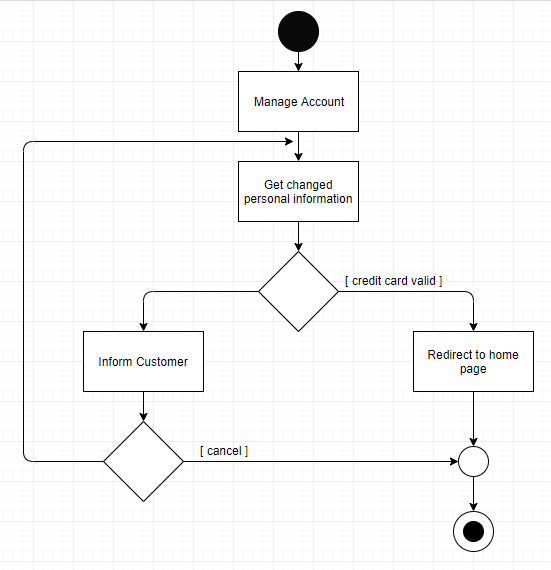 Manage Account
Get changed
personal information
[ credit card valid ]
Inform Customer
Redirect to home
page
[ cancel ]